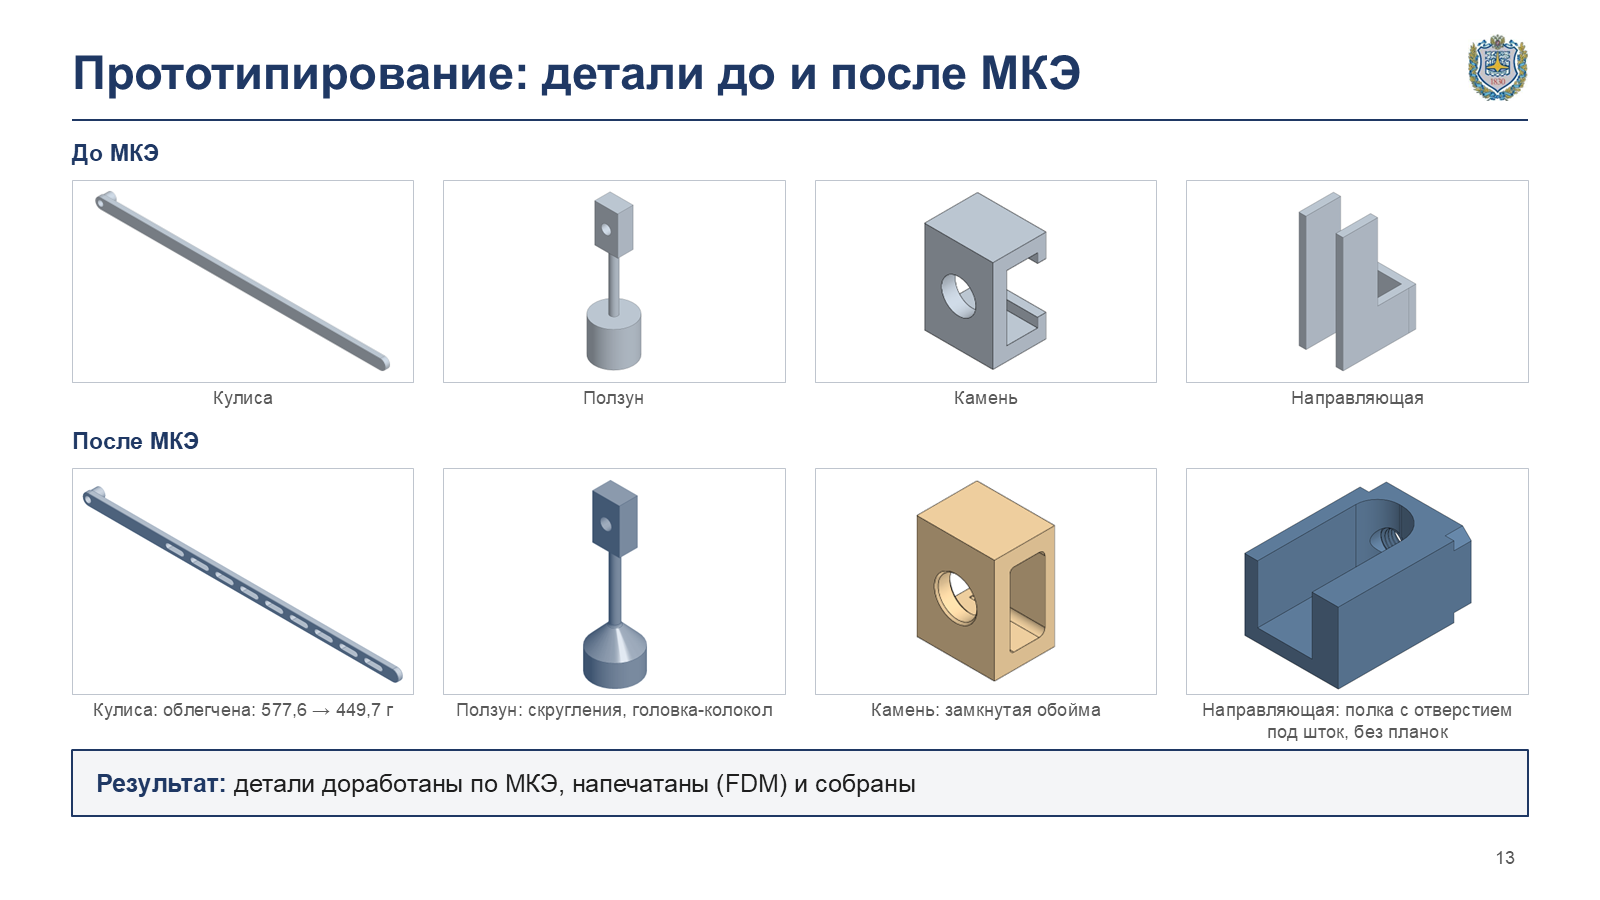 Прототипирование: детали до и после МКЭ
1830
До МКЭ
Кулиса
Ползун
Камень
Направляющая
После МКЭ
Кулиса: облегчена: 577,6 → 449,7 г
Ползун: скругления, головка-колокол
Камень: замкнутая обойма
Направляющая: полка с отверстием
под шток, без планок
Результат: детали доработаны по МКЭ, напечатаны (FDM) и собраны
13